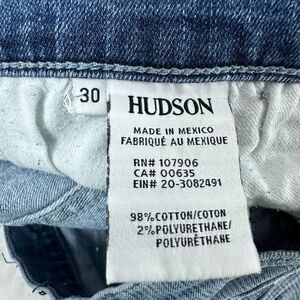 30
HUDSON
MADE IN MEXICO
FABRIQUÉ AU MEXIQUE
RN# 107906
CA# 00635
EIN# 20-3082491
98% COTTON/COTON
2% POLYURETHANE/
POLYURÉTHANE/